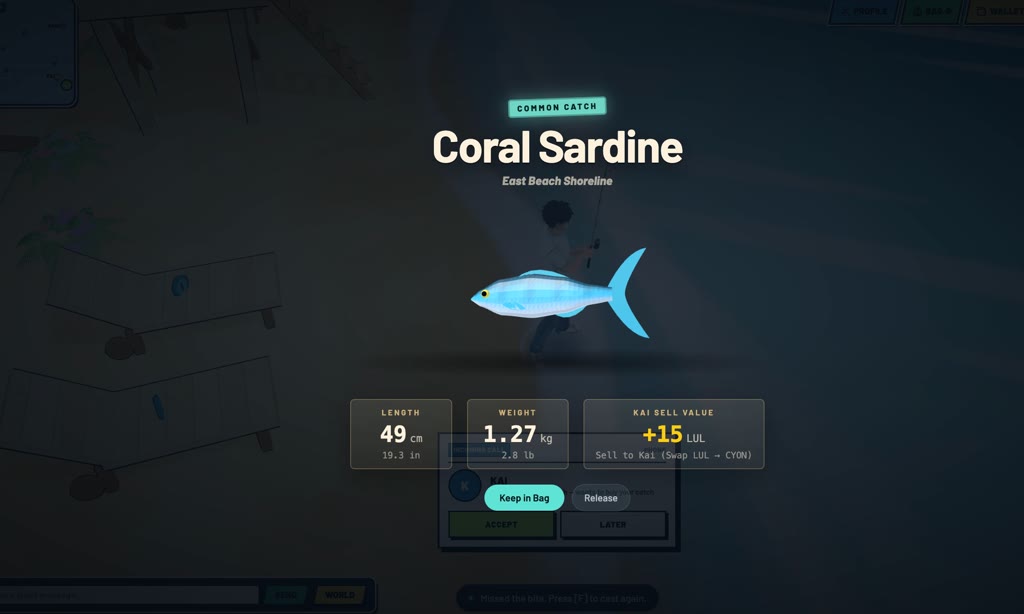 PROFILE
BAG
WALLET
COMMON CATCH
Coral Sardine
East Beach Shoreline
LENGTH
49 cm
19.3 in
WEIGHT
1.27 kg
2.8 lb
KAI SELL VALUE
+15 LUL
Sell to Kai (Swap LUL → CYON)
K
KAI
Keep in Bag
Release
ACCEPT
LATER
SEND
WORLD
Missed the bite. Press [F] to cast again.